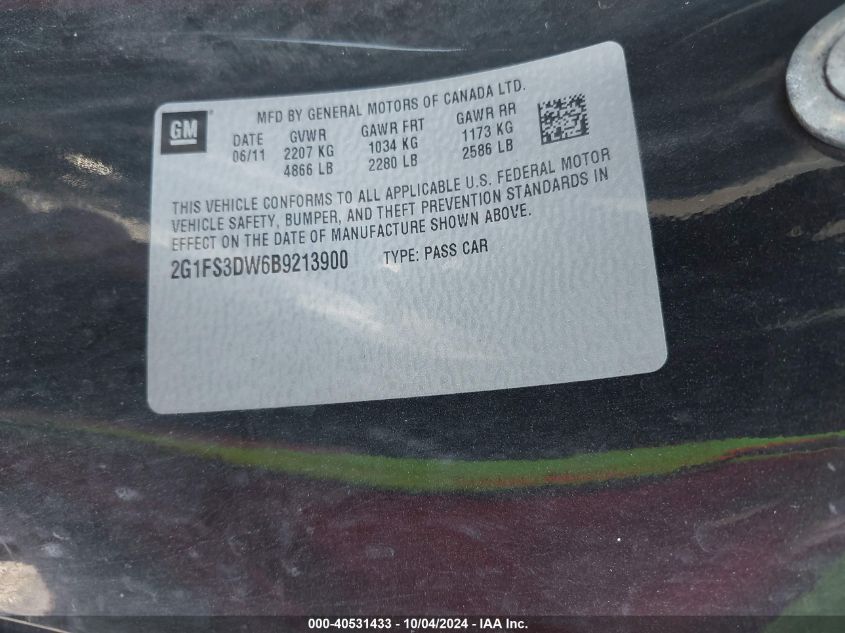 GM
MFD BY GENERAL MOTORS OF CANADA LTD.
DATE GVWR GAWR FRT GAWR RR
06/11 2207 KG 1034 KG 1173 KG
4866 LB 2280 LB 2586 LB
THIS VEHICLE CONFORMS TO ALL APPLICABLE U.S. FEDERAL MOTOR
VEHICLE SAFETY, BUMPER, AND THEFT PREVENTION STANDARDS IN
EFFECT ON THE DATE OF MANUFACTURE SHOWN ABOVE.
2G1FS3DW6B9213900 TYPE: PASS CAR
000-40531433 - 10/04/2024 - IAA Inc.